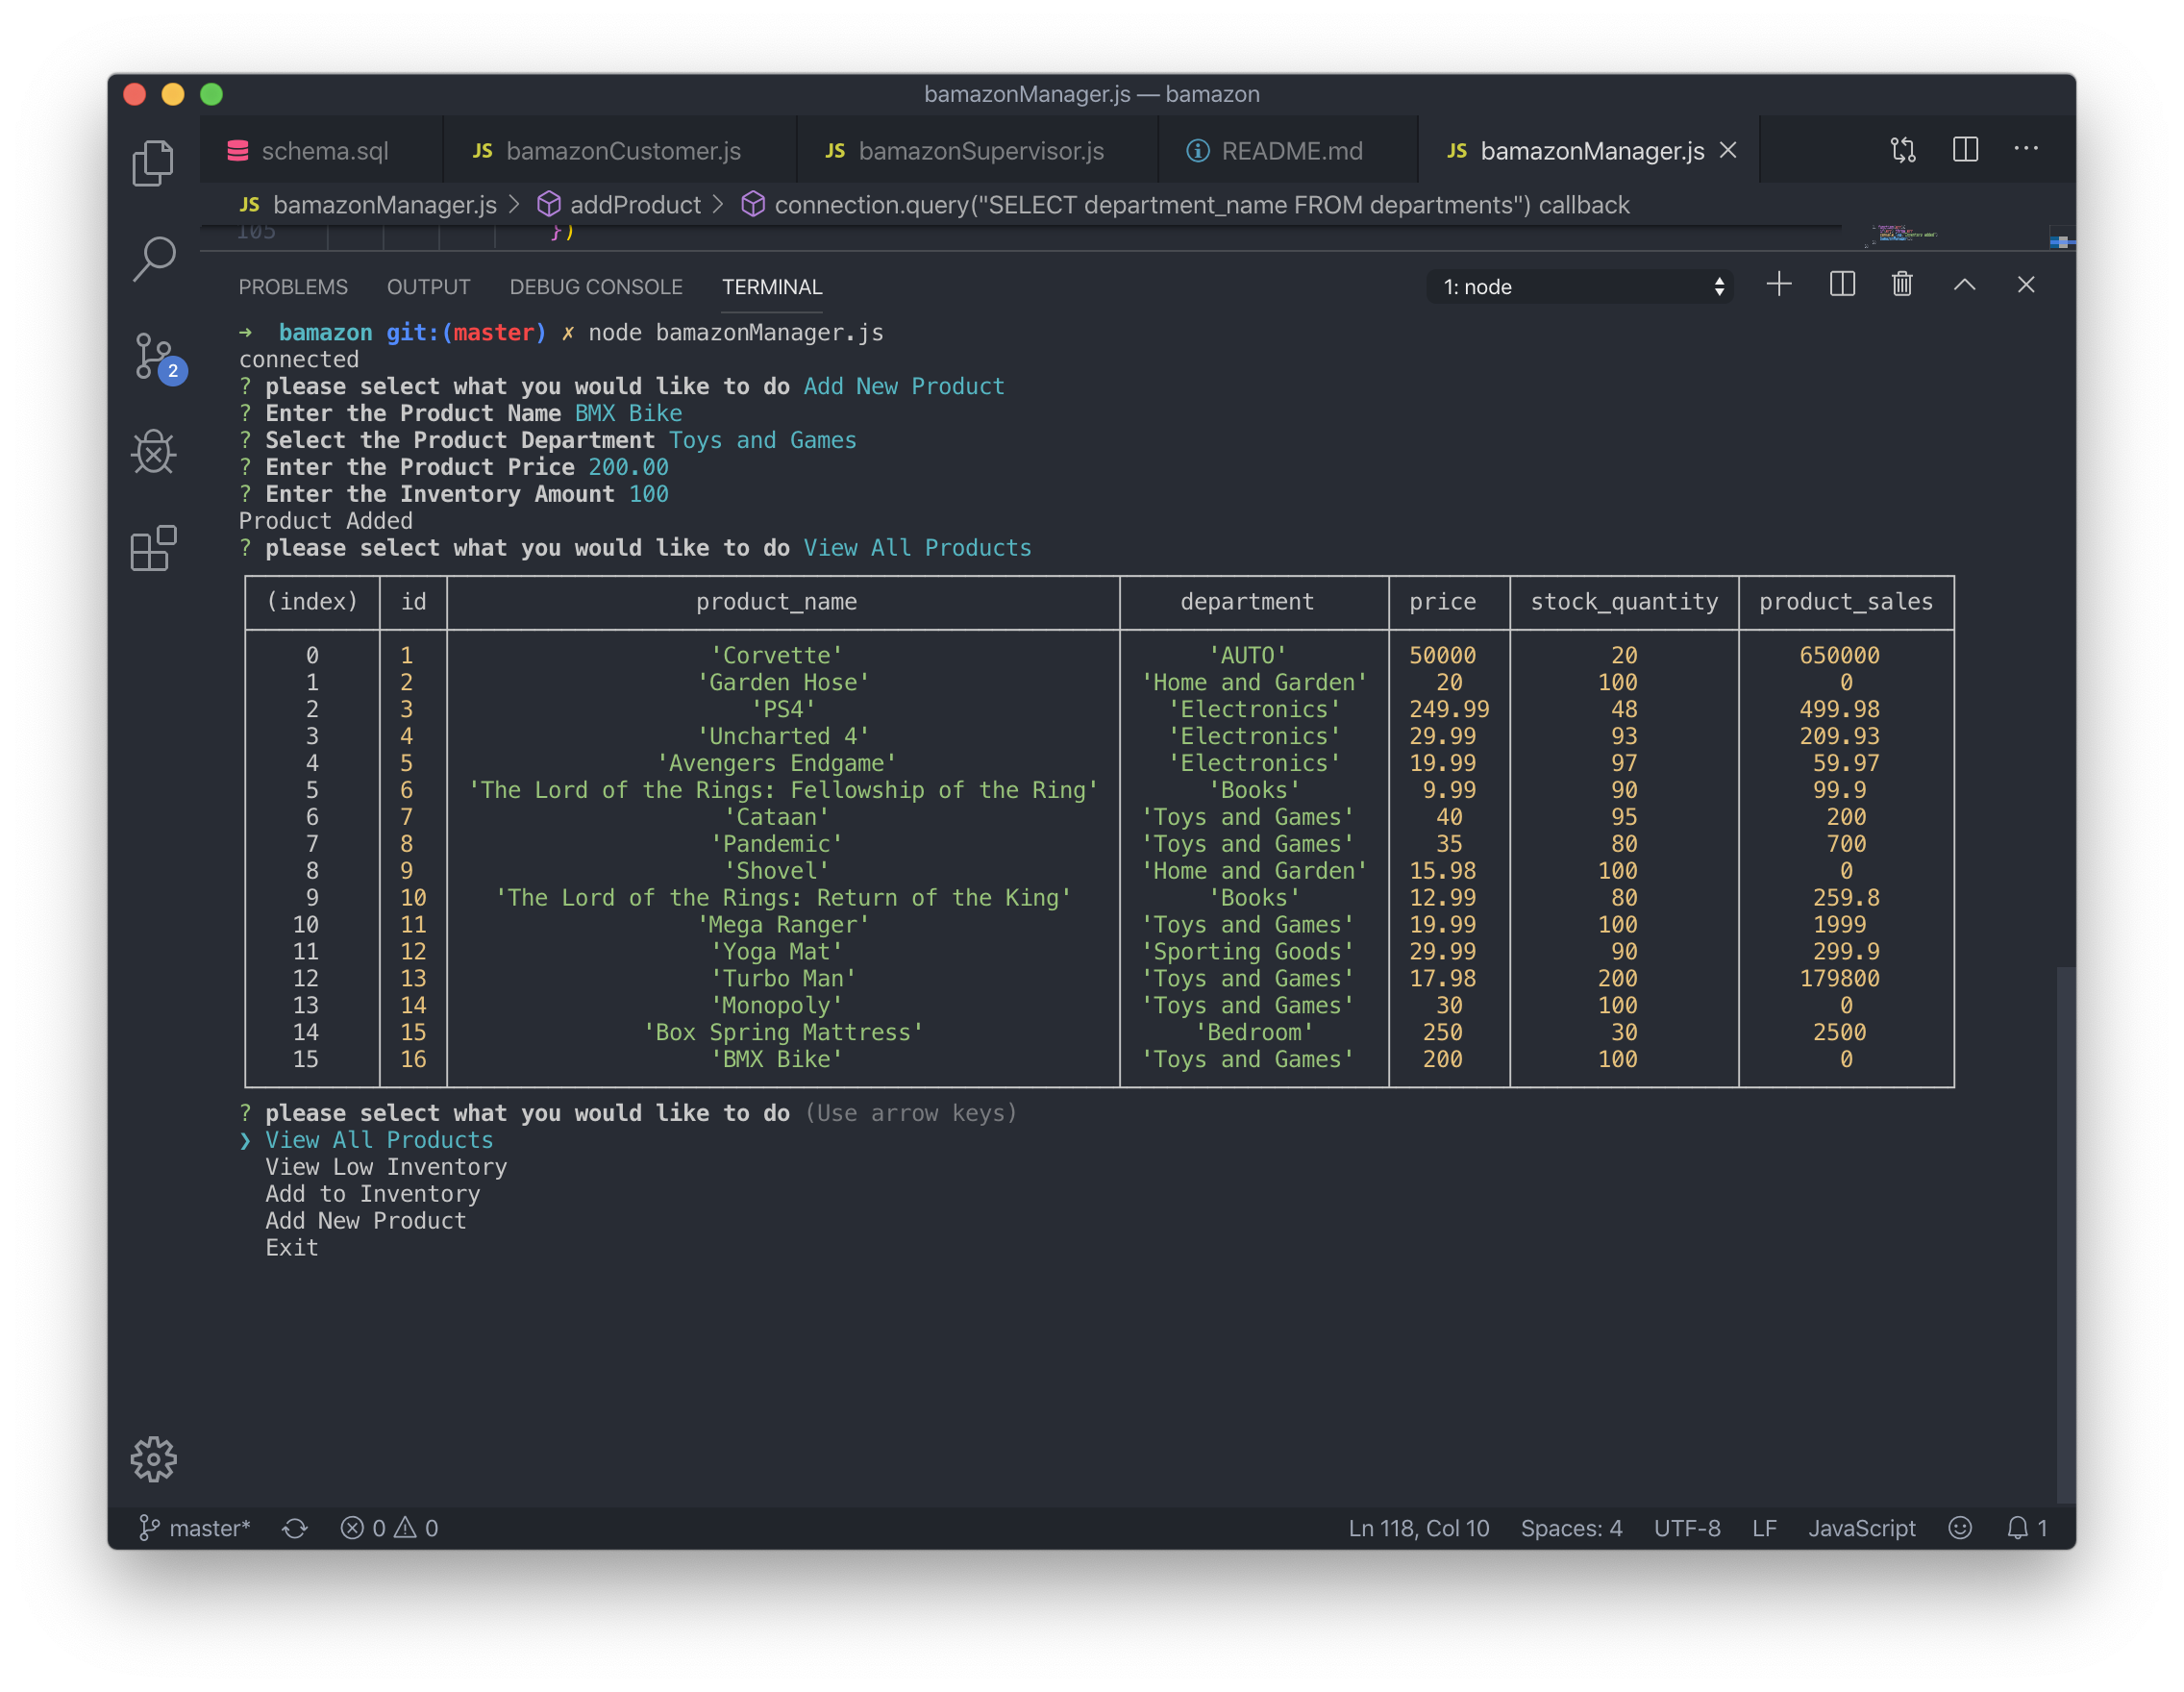 bamazonManager.js — bamazon
schema.sql JS bamazonCustomer.js JS bamazonSupervisor.js README.md JS bamazonManager.js
JS bamazonManager.js > addProduct > connection.query("SELECT department_name FROM departments") callback
105 })
PROBLEMS OUTPUT DEBUG CONSOLE TERMINAL 1: node
→ bamazon git:(master) ✗ node bamazonManager.js
connected
? please select what you would like to do Add New Product
? Enter the Product Name BMX Bike
? Select the Product Department Toys and Games
? Enter the Product Price 200.00
? Enter the Inventory Amount 100
Product Added
? please select what you would like to do View All Products
(index) id product_name department price stock_quantity product_sales
0 1 'Corvette' 'AUTO' 50000 20 650000
1 2 'Garden Hose' 'Home and Garden' 20 100 0
2 3 'PS4' 'Electronics' 249.99 48 499.98
3 4 'Uncharted 4' 'Electronics' 29.99 93 209.93
4 5 'Avengers Endgame' 'Electronics' 19.99 97 59.97
5 6 'The Lord of the Rings: Fellowship of the Ring' 'Books' 9.99 90 99.9
6 7 'Cataan' 'Toys and Games' 40 95 200
7 8 'Pandemic' 'Toys and Games' 35 80 700
8 9 'Shovel' 'Home and Garden' 15.98 100 0
9 10 'The Lord of the Rings: Return of the King' 'Books' 12.99 80 259.8
10 11 'Mega Ranger' 'Toys and Games' 19.99 100 1999
11 12 'Yoga Mat' 'Sporting Goods' 29.99 90 299.9
12 13 'Turbo Man' 'Toys and Games' 17.98 200 179800
13 14 'Monopoly' 'Toys and Games' 30 100 0
14 15 'Box Spring Mattress' 'Bedroom' 250 30 2500
15 16 'BMX Bike' 'Toys and Games' 200 100 0
? please select what you would like to do (Use arrow keys)
❯ View All Products
View Low Inventory
Add to Inventory
Add New Product
Exit
2
master* 0 0 Ln 118, Col 10 Spaces: 4 UTF-8 LF JavaScript 1